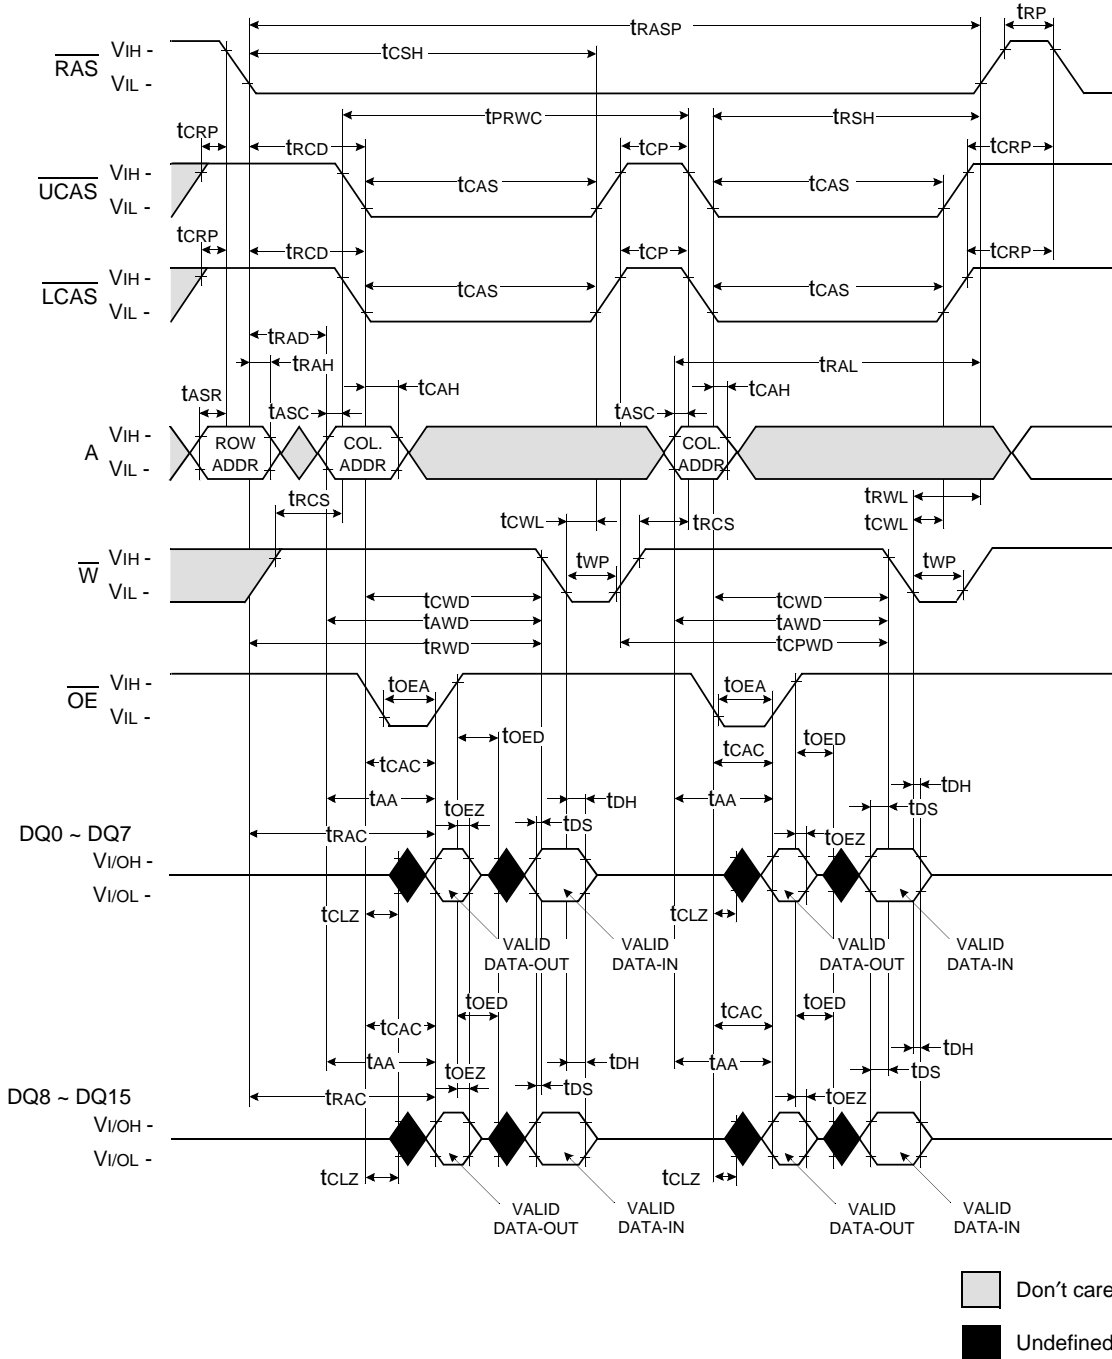 tRP
tRASP
RAS
VIH -
VIL -
tCSH
tPRWC
tRSH
tCRP
tRCD
tCP
tCRP
UCAS
VIH -
VIL -
tCAS
tCAS
tCRP
tRCD
tCP
tCRP
LCAS
VIH -
VIL -
tCAS
tCAS
tRAD
tRAH
tRAL
tASR
tASC
tCAH
tASC
tCAH
A
VIH -
VIL -
ROW
ADDR
COL.
ADDR
COL.
ADDR
tRCS
tCWL
tRCS
tRWL
tCWL
W
VIH -
VIL -
tWP
tWP
tCWD
tCWD
tAWD
tAWD
tRWD
tCPWD
OE
VIH -
VIL -
tOEA
tOEA
tOED
tOED
tCAC
tCAC
tAA
tDH
tAA
tDH
tOEZ
tDS
tOEZ
tDS
DQ0 ~ DQ7
tRAC
VI/OH -
VI/OL -
tCLZ
tCLZ
VALID
DATA-OUT
VALID
DATA-IN
VALID
DATA-OUT
VALID
DATA-IN
tOED
tOED
tCAC
tCAC
tAA
tDH
tAA
tDH
tOEZ
tDS
tOEZ
tDS
DQ8 ~ DQ15
tRAC
VI/OH -
VI/OL -
tCLZ
tCLZ
VALID
DATA-OUT
VALID
DATA-IN
VALID
DATA-OUT
VALID
DATA-IN
Don′t care
Undefined